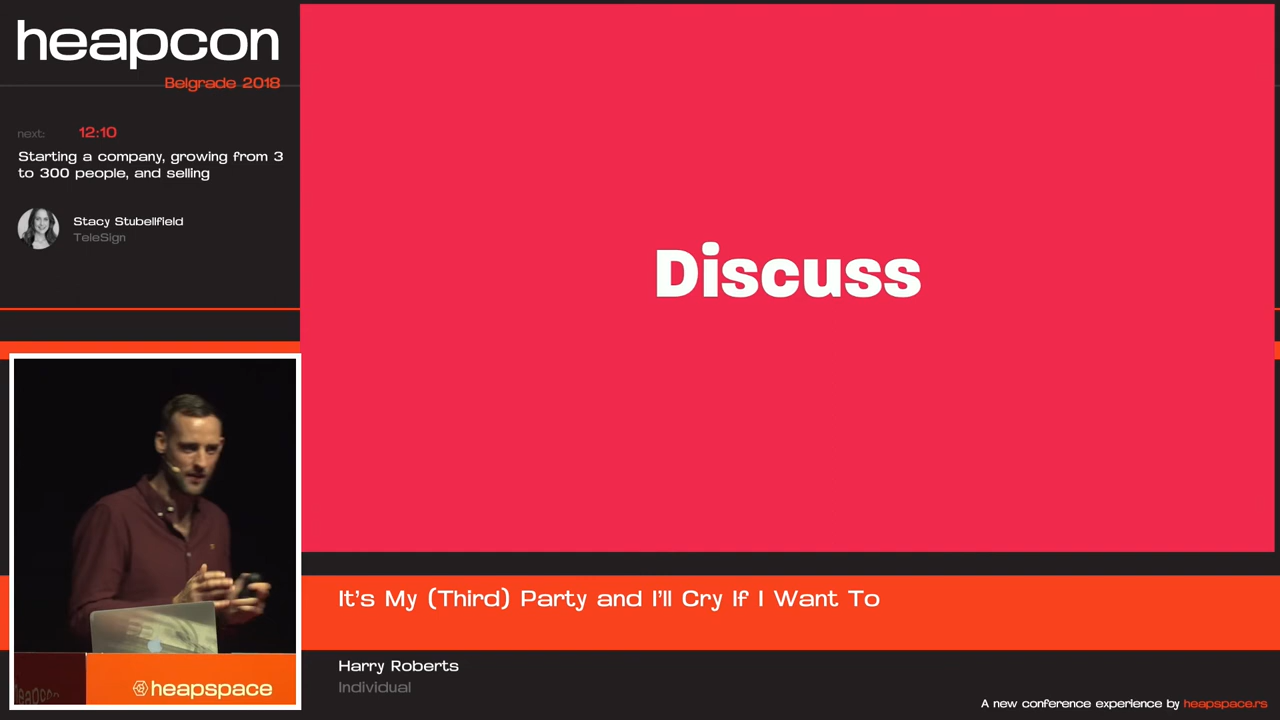 heapcon
Belgrade 2018
next: 12:10
Starting a company, growing from 3
to 300 people, and selling
Stacy Stubellfield
TeleSign
Discuss
heapspace
It's My (Third) Party and I'll Cry If I Want To
Harry Roberts
Individual
A new conference experience by heapspace.rs